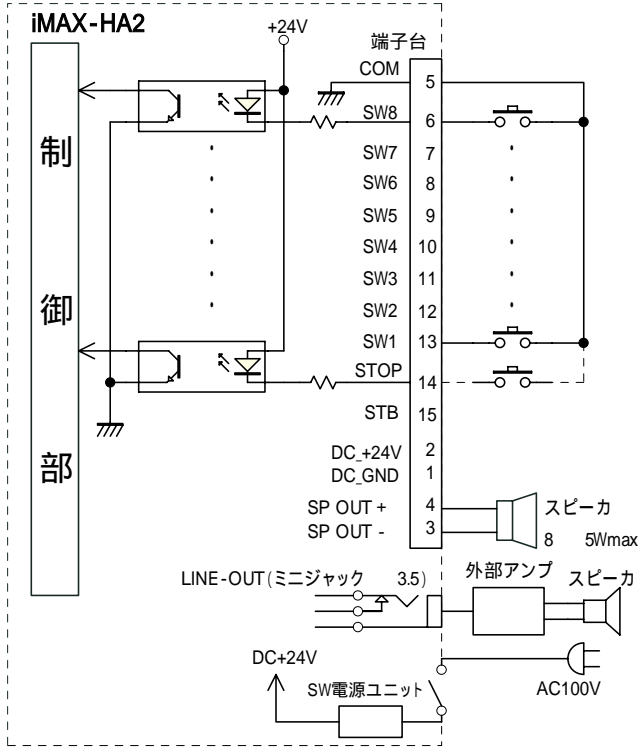 iMAX-HA2
+24V
端子台
制御部
COM 5
SW8 6
SW7 7
SW6 8
SW5 9
SW4 10
SW3 11
SW2 12
SW1 13
STOP 14
STB 15
DC_+24V 2
DC_GND 1
SP OUT + 4
SP OUT - 3
スピーカ
8 5Wmax
LINE-OUT(ミニジャック 3.5)
外部アンプ
スピーカ
DC+24V
SW電源ユニット
AC100V